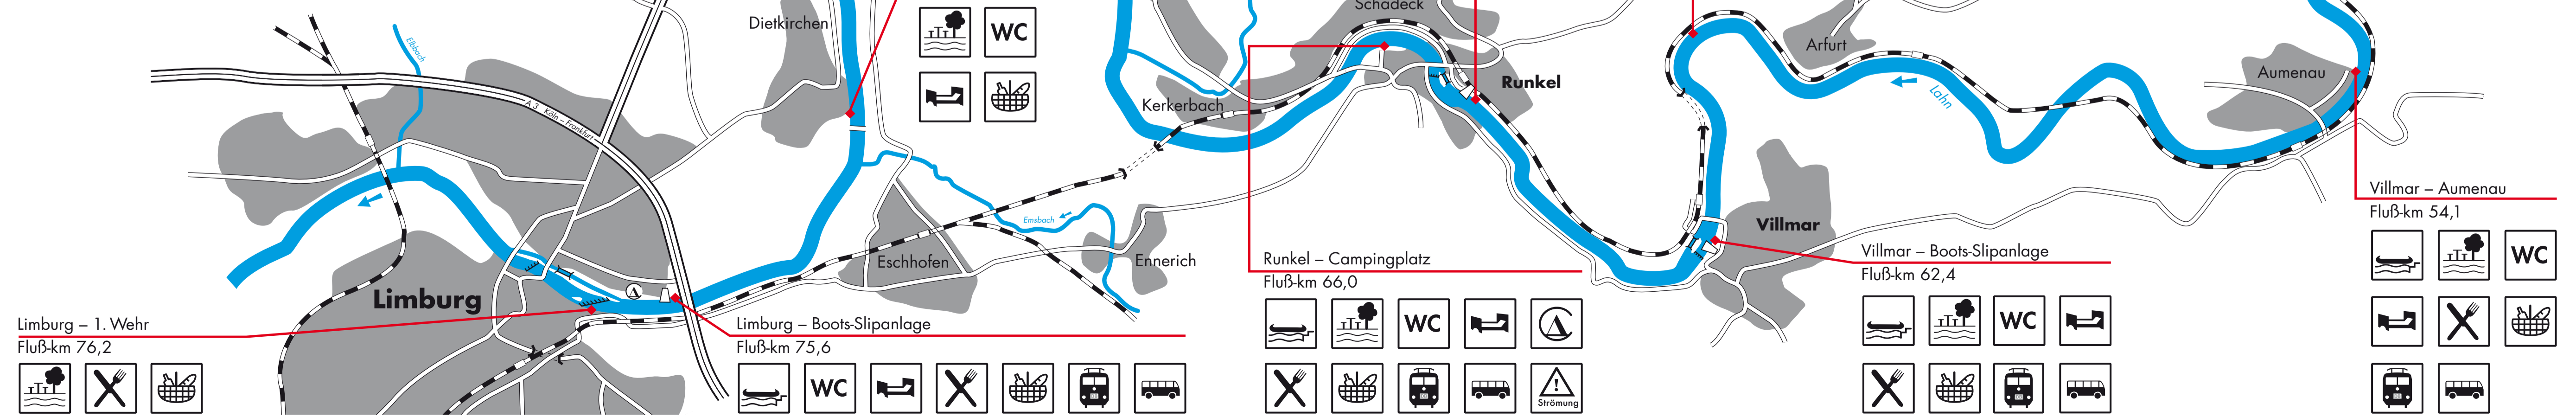 Schadeck
Dietkirchen
WC
Elbbach
Arfurt
Aumenau
Runkel
Kerkerbach
Lahn
A 3 Köln – Frankfurt
Villmar – Aumenau
Fluß-km 54,1
WC
Emsbach
Villmar
Eschhofen
Ennerich
Runkel – Campingplatz
Fluß-km 66,0
WC
Strömung
Villmar – Boots-Slipanlage
Fluß-km 62,4
WC
Limburg
Limburg – 1. Wehr
Fluß-km 76,2
Limburg – Boots-Slipanlage
Fluß-km 75,6
WC